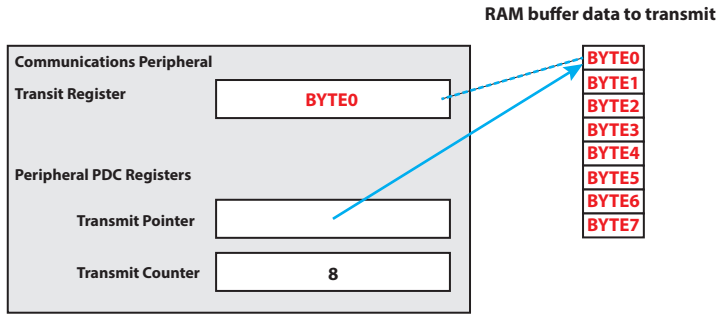 RAM buffer data to transmit
Communications Peripheral
Transit Register
BYTE0
Peripheral PDC Registers
Transmit Pointer
Transmit Counter
8
BYTE0
BYTE1
BYTE2
BYTE3
BYTE4
BYTE5
BYTE6
BYTE7